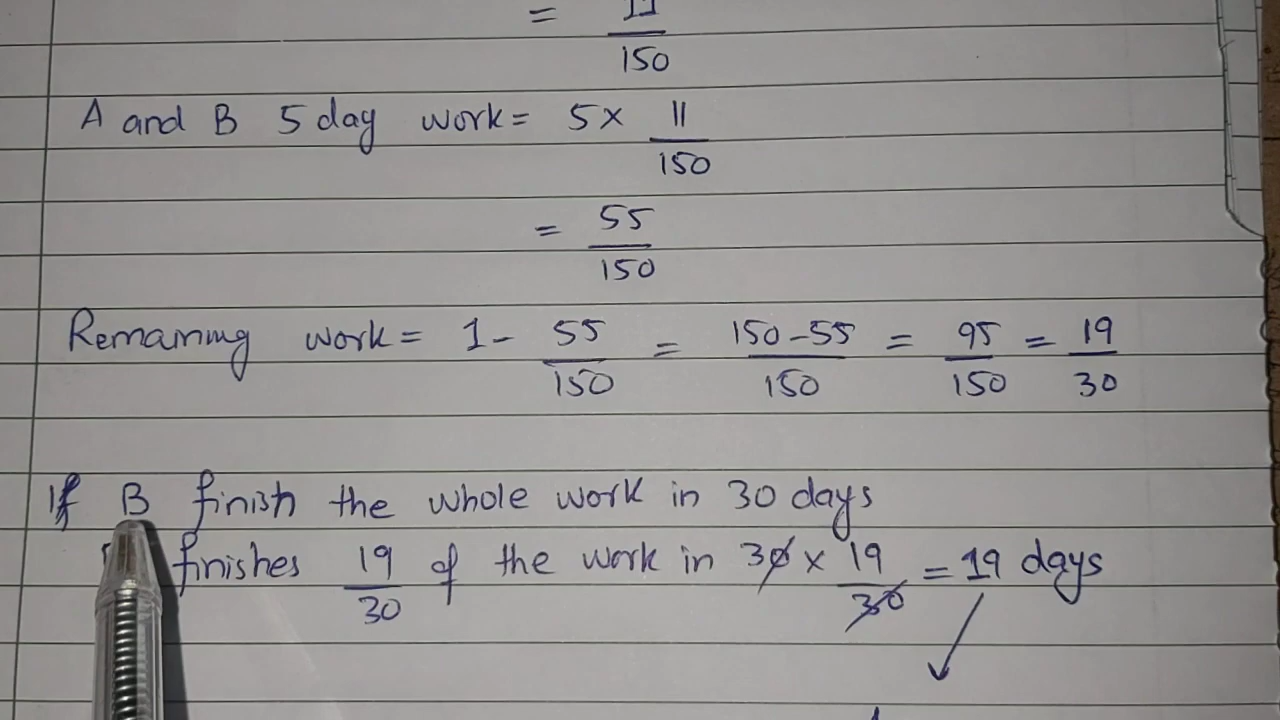 = 11/150
A and B 5 day work = 5 × 11/150
= 55/150
Remaining work = 1 - 55/150 = 150-55/150 = 95/150 = 19/30
If B finish the whole work in 30 days
finishes 19/30 of the work in 30 × 19/30 = 19 days